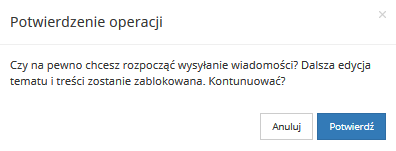 Potwierdzenie operacji
×
Czy na pewno chcesz rozpocząć wysyłanie wiadomości? Dalsza edycja
tematu i treści zostanie zablokowana. Kontunuować?
Anuluj
Potwierdź